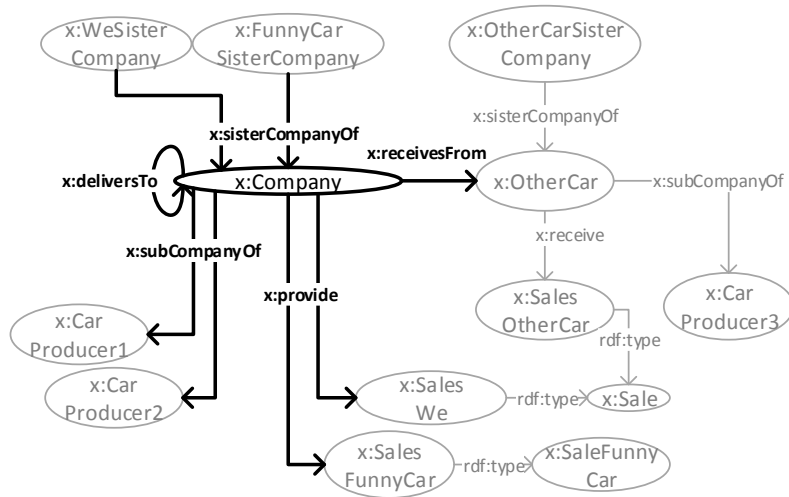 x:WeSister
Company
x:FunnyCar
SisterCompany
x:OtherCarSister
Company
x:sisterCompanyOf
x:sisterCompanyOf
x:receivesFrom
x:deliversTo
x:Company
x:OtherCar
x:subCompanyOf
x:receive
x:subCompanyOf
x:provide
x:Car
Producer1
x:Sales
OtherCar
x:Car
Producer3
rdf:type
x:Car
Producer2
x:Sales
We
rdf:type
x:Sale
x:Sales
FunnyCar
rdf:type
x:SaleFunny
Car